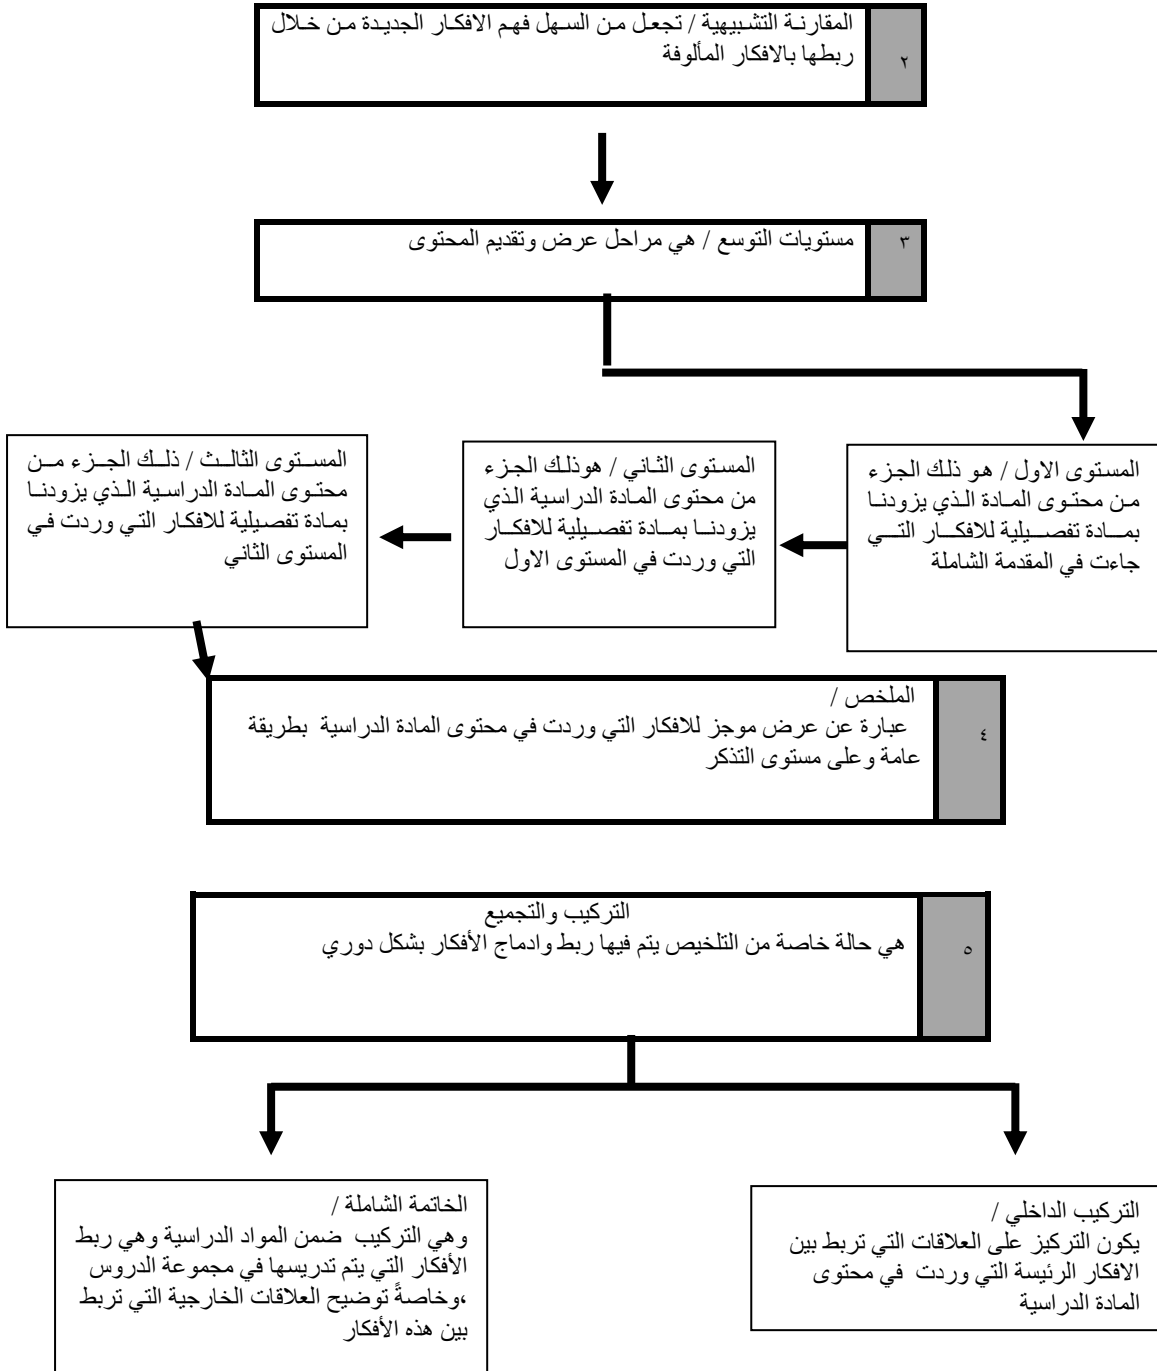 ٢
المقارنة التشبيهية / تجعل من السهل فهم الافكار الجديدة من خلال
ربطها بالافكار المألوفة
٣
مستويات التوسع / هي مراحل عرض وتقديم المحتوى
المستوى الاول / هو ذلك الجزء
من محتوى المادة الذي يزودنا
بمادة تفصيلية للافكار التي
جاءت في المقدمة الشاملة
المستوى الثاني / هوذلك الجزء
من محتوى المادة الدراسية الذي
يزودنا بمادة تفصيلية للافكار
التي وردت في المستوى الاول
المستوى الثالث / ذلك الجزء من
محتوى المادة الدراسية الذي يزودنا
بمادة تفصيلية للافكار التي وردت في
المستوى الثاني
٤
الملخص /
عبارة عن عرض موجز للافكار التي وردت في محتوى المادة الدراسية بطريقة
عامة وعلى مستوى التذكر
٥
التركيب والتجميع
هي حالة خاصة من التلخيص يتم فيها ربط وادماج الأفكار بشكل دوري
التركيب الداخلي /
يكون التركيز على العلاقات التي تربط بين
الافكار الرئيسة التي وردت في محتوى
المادة الدراسية
الخاتمة الشاملة /
وهي التركيب ضمن المواد الدراسية وهي ربط
الأفكار التي يتم تدريسها في مجموعة الدروس
،وخاصةً توضيح العلاقات الخارجية التي تربط
بين هذه الأفكار